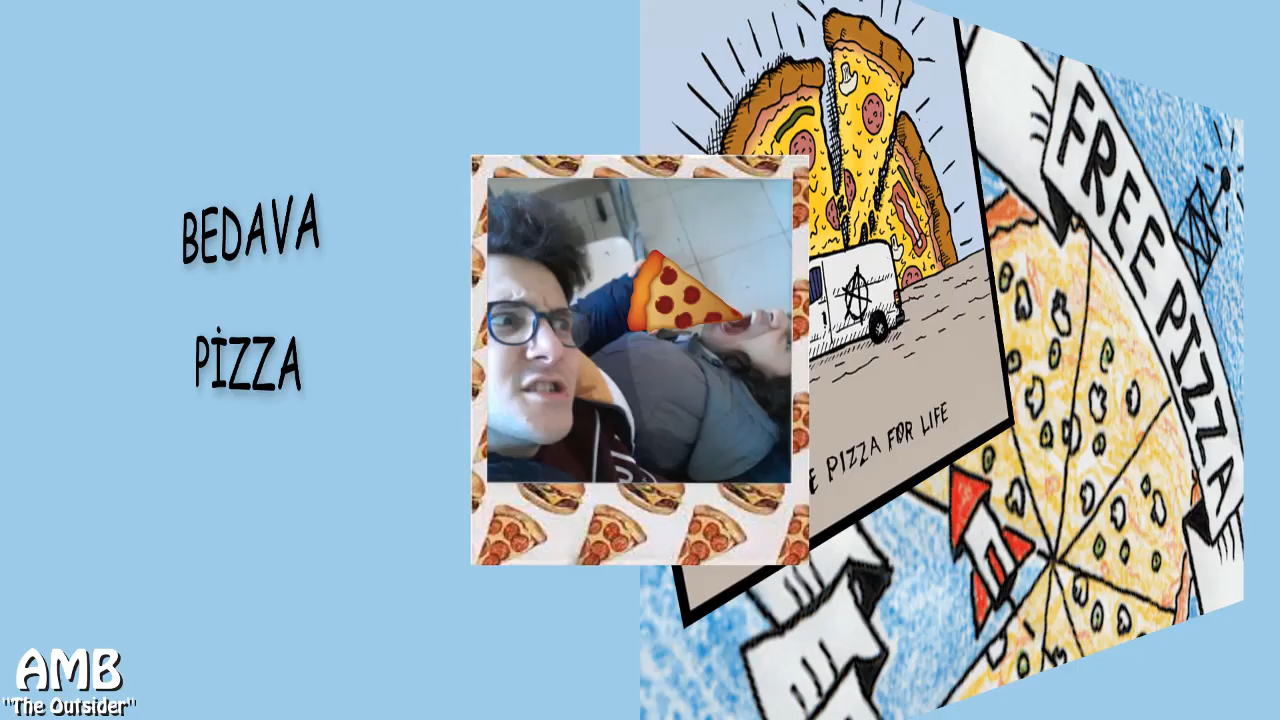 BEDAVA
PİZZA
FREE PIZZA
PIZZA FOR LIFE
AMB
"The Outsider"